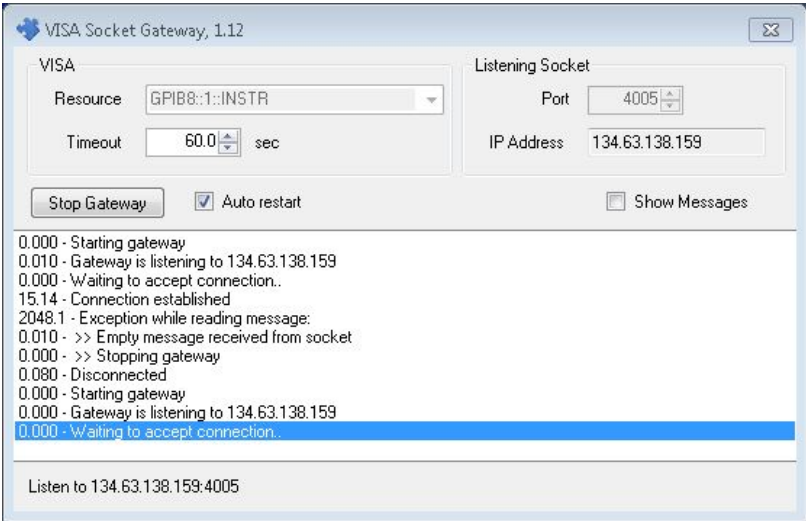 VISA Socket Gateway, 1.12
VISA
Listening Socket
Resource GPIB8::1::INSTR
Port 4005
Timeout 60.0 sec
IP Address 134.63.138.159
Stop Gateway
Auto restart
Show Messages
0.000 - Starting gateway
0.010 - Gateway is listening to 134.63.138.159
0.000 - Waiting to accept connection..
15.14 - Connection established
2048.1 - Exception while reading message:
0.010 - >> Empty message received from socket
0.000 - >> Stopping gateway
0.080 - Disconnected
0.000 - Starting gateway
0.000 - Gateway is listening to 134.63.138.159
0.000 - Waiting to accept connection..
Listen to 134.63.138.159:4005